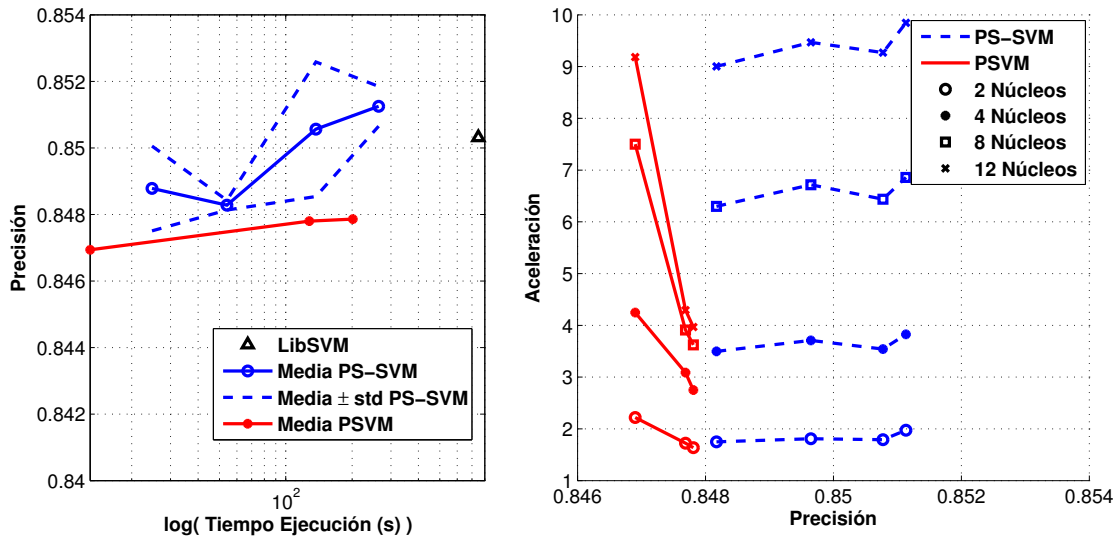 0.854
0.852
0.85
0.848
0.846
0.844
0.842
0.84
Precisión
10²
log( Tiempo Ejecución (s) )
LibSVM
Media PS−SVM
Media ± std PS−SVM
Media PSVM
10
9
8
7
6
5
4
3
2
1
Aceleración
0.846
0.848
0.85
0.852
0.854
Precisión
PS−SVM
PSVM
2 Núcleos
4 Núcleos
8 Núcleos
12 Núcleos